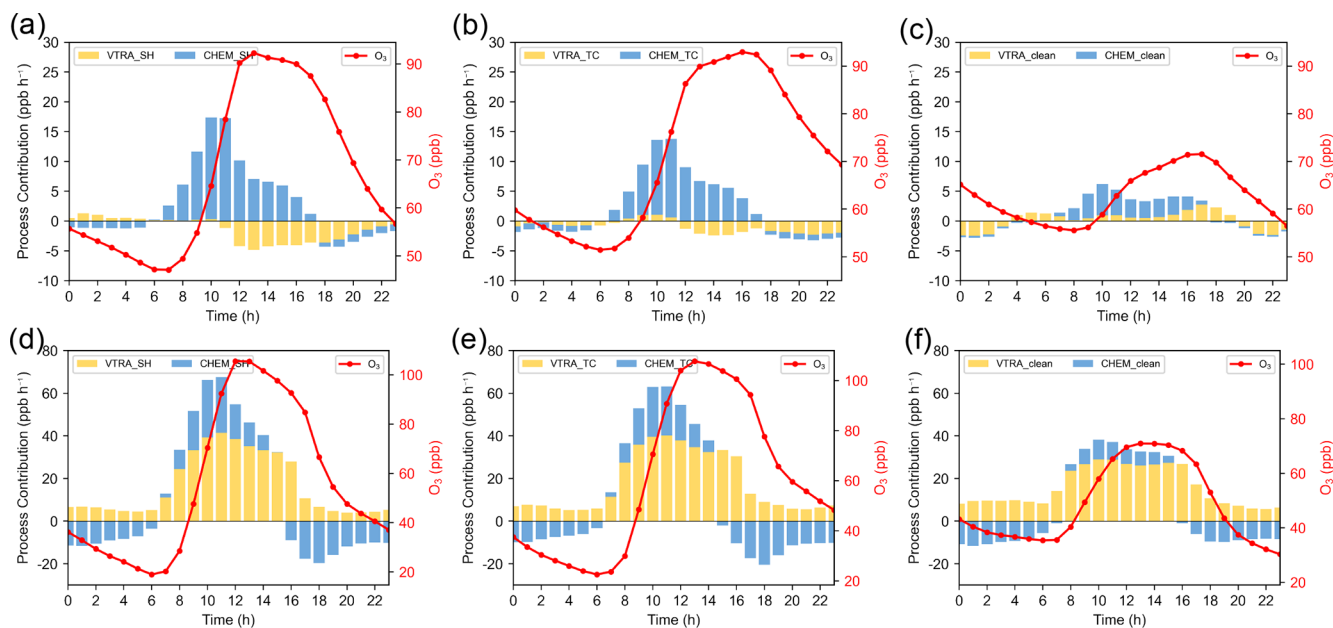 (a)
VTRA_SH CHEM_SH O₃
Process Contribution (ppb h⁻¹)
30
25
20
15
10
5
0
-5
-10
0 2 4 6 8 10 12 14 16 18 20 22
Time (h)
90
80
70
60
50
O₃ (ppb)
(b)
VTRA_TC CHEM_TC O₃
Process Contribution (ppb h⁻¹)
30
25
20
15
10
5
0
-5
-10
0 2 4 6 8 10 12 14 16 18 20 22
Time (h)
90
80
70
60
50
O₃ (ppb)
(c)
VTRA_clean CHEM_clean O₃
Process Contribution (ppb h⁻¹)
30
25
20
15
10
5
0
-5
-10
0 2 4 6 8 10 12 14 16 18 20 22
Time (h)
90
80
70
60
50
O₃ (ppb)
(d)
VTRA_SH CHEM_SH O₃
Process Contribution (ppb h⁻¹)
80
60
40
20
0
-20
0 2 4 6 8 10 12 14 16 18 20 22
Time (h)
100
80
60
40
20
O₃ (ppb)
(e)
VTRA_TC CHEM_TC O₃
Process Contribution (ppb h⁻¹)
80
60
40
20
0
-20
0 2 4 6 8 10 12 14 16 18 20 22
Time (h)
100
80
60
40
20
O₃ (ppb)
(f)
VTRA_clean CHEM_clean O₃
Process Contribution (ppb h⁻¹)
80
60
40
20
0
-20
0 2 4 6 8 10 12 14 16 18 20 22
Time (h)
100
80
60
40
20
O₃ (ppb)